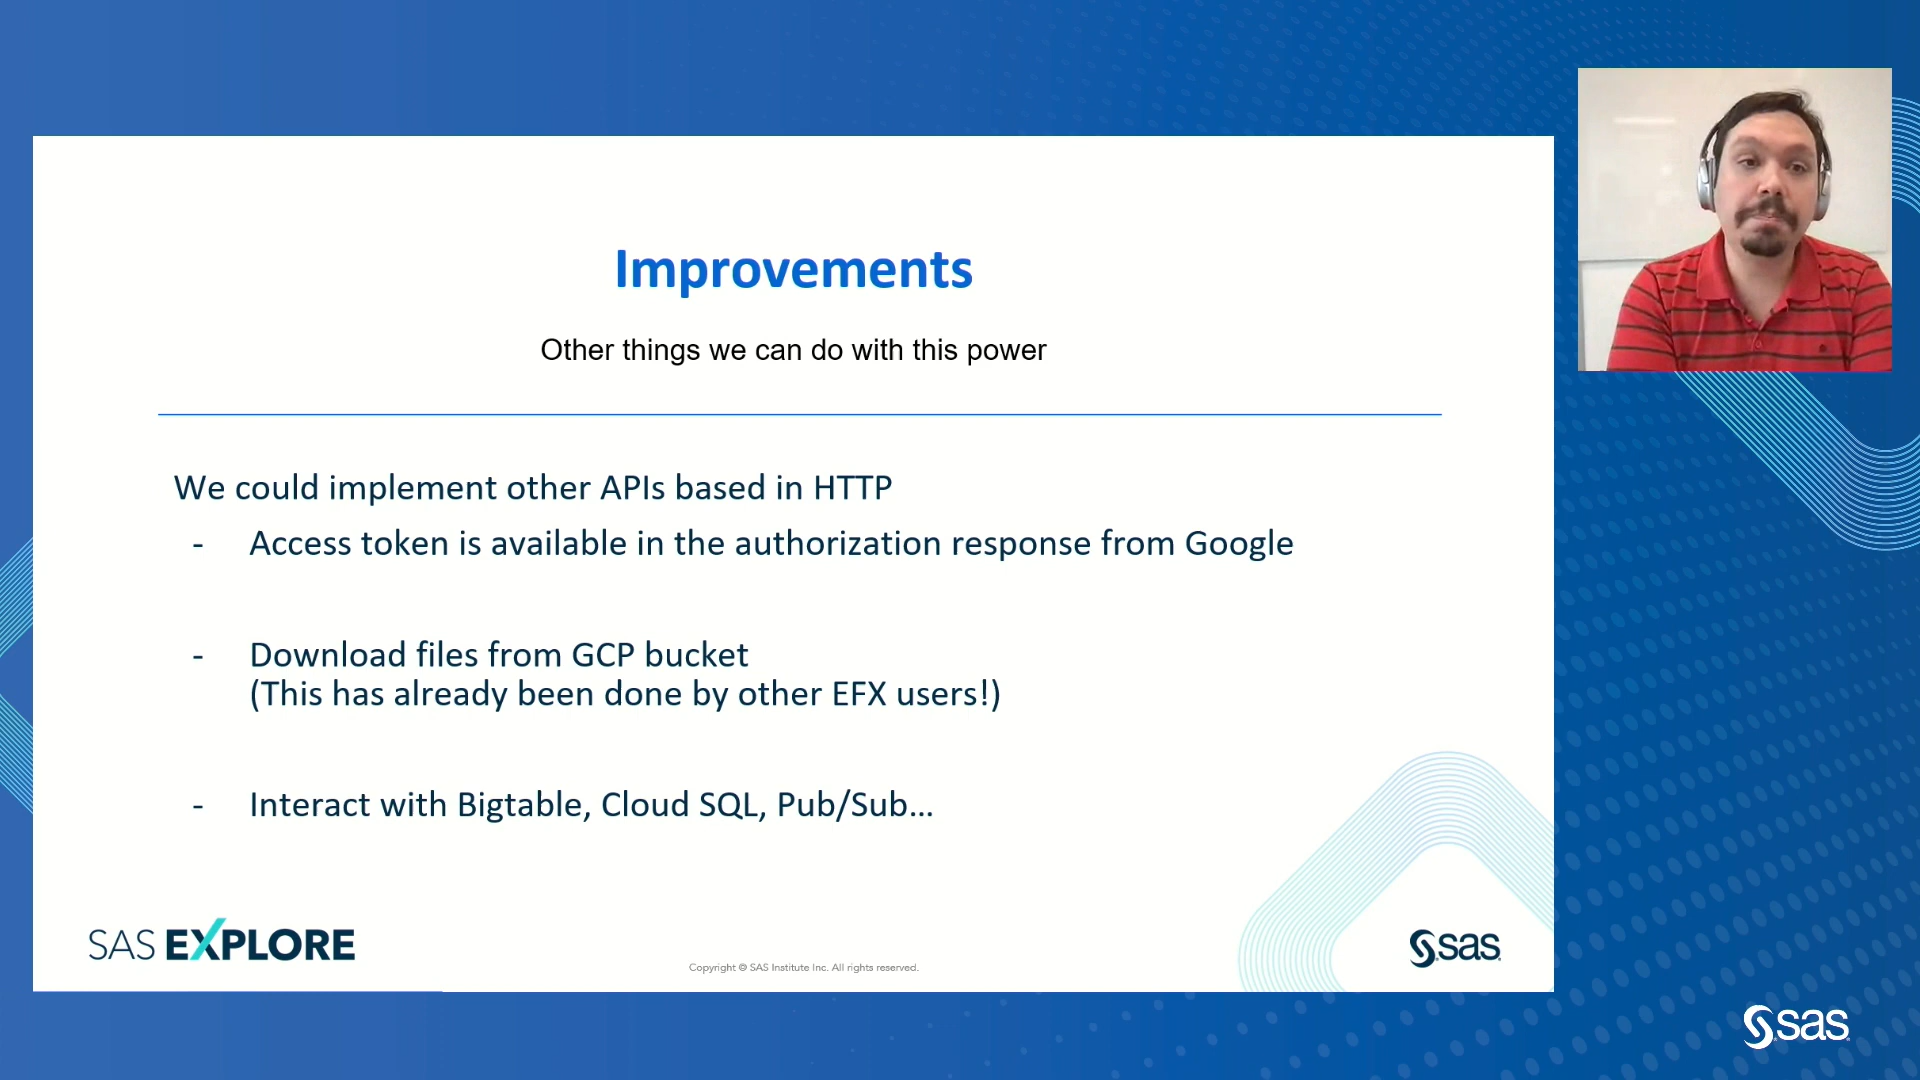 Improvements
Other things we can do with this power
We could implement other APIs based in HTTP
- Access token is available in the authorization response from Google
- Download files from GCP bucket
(This has already been done by other EFX users!)
- Interact with Bigtable, Cloud SQL, Pub/Sub…
SAS EXPLORE
Copyright © SAS Institute Inc. All rights reserved.
sas
sas